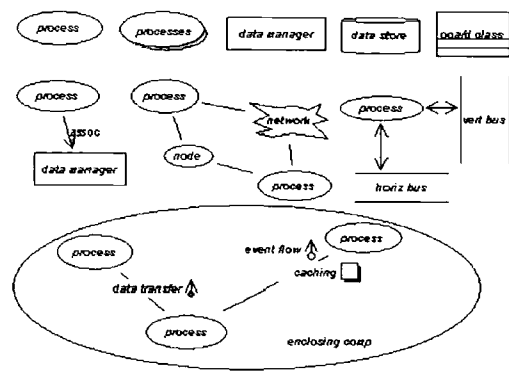 process
processes
data manager
data store
process
process
network
process
vert bus
assoc
node
data manager
process
horiz bus
process
process
event flow
caching
data transfer
process
enclosing comp